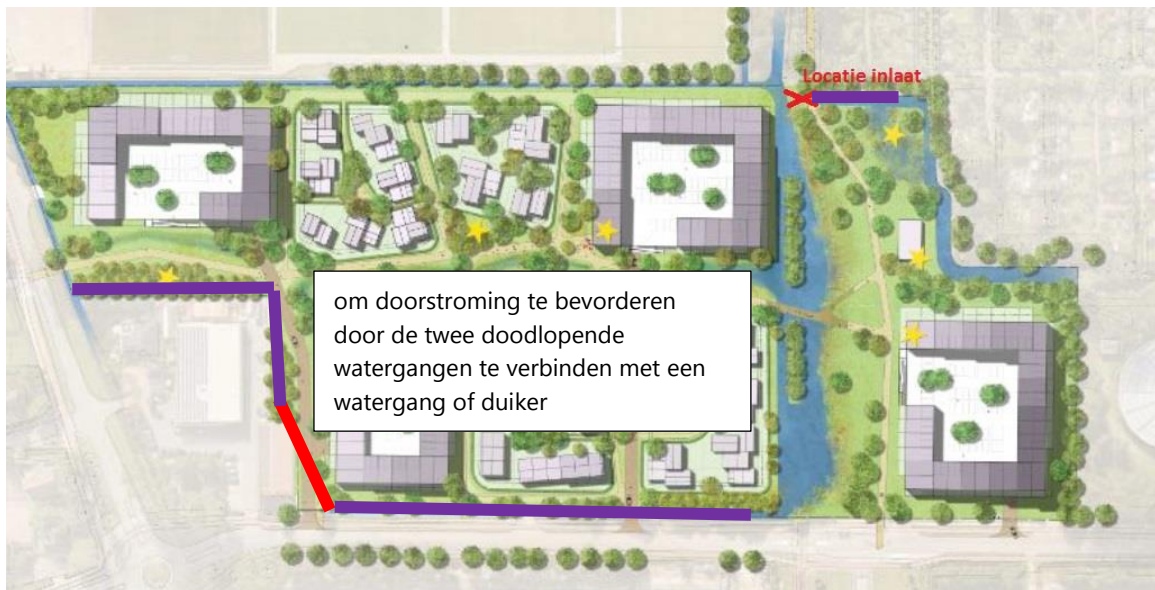 Locatie inlaat
om doorstroming te bevorderen
door de twee doodlopende
watergangen te verbinden met een
watergang of duiker